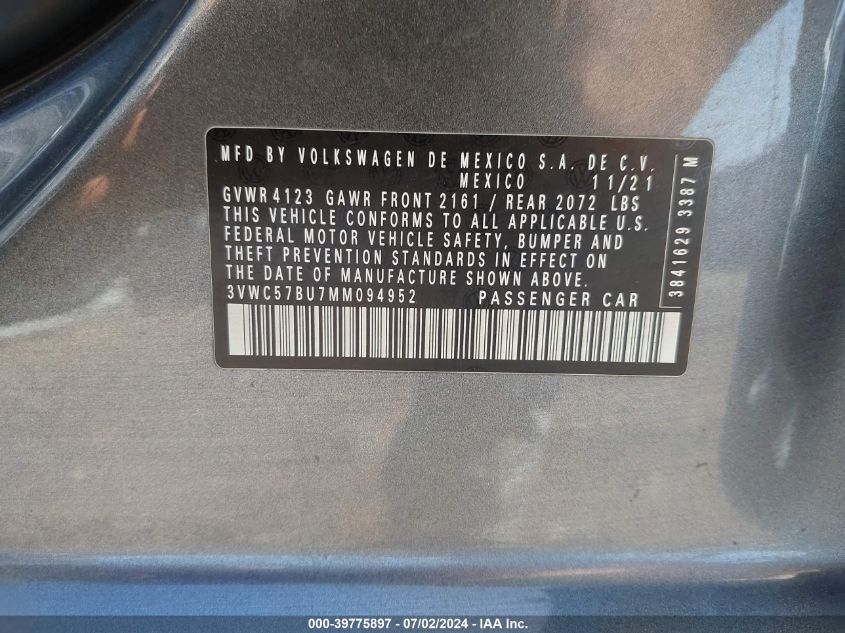 MFD BY VOLKSWAGEN DE MEXICO S.A. DE C.V.
MEXICO 11/21
GVWR 4123 GAWR FRONT 2161 / REAR 2072 LBS
THIS VEHICLE CONFORMS TO ALL APPLICABLE U.S.
FEDERAL MOTOR VEHICLE SAFETY, BUMPER AND
THEFT PREVENTION STANDARDS IN EFFECT ON
THE DATE OF MANUFACTURE SHOWN ABOVE.
3VWC57BU7MM094952 PASSENGER CAR
3841629 3387 M
000-39775897 - 07/02/2024 - IAA Inc.